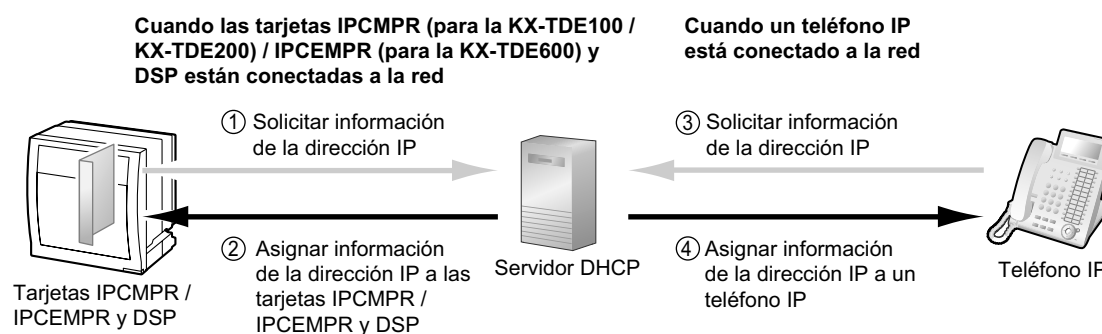 Cuando las tarjetas IPCMPR (para la KX-TDE100 /
KX-TDE200) / IPCEMPR (para la KX-TDE600) y
DSP están conectadas a la red
Cuando un teléfono IP
está conectado a la red
① Solicitar información
de la dirección IP
③ Solicitar información
de la dirección IP
② Asignar información
de la dirección IP a las
tarjetas IPCMPR /
IPCEMPR y DSP
Servidor DHCP
④ Asignar información
de la dirección IP a un
teléfono IP
Teléfono IP
Tarjetas IPCMPR /
IPCEMPR y DSP